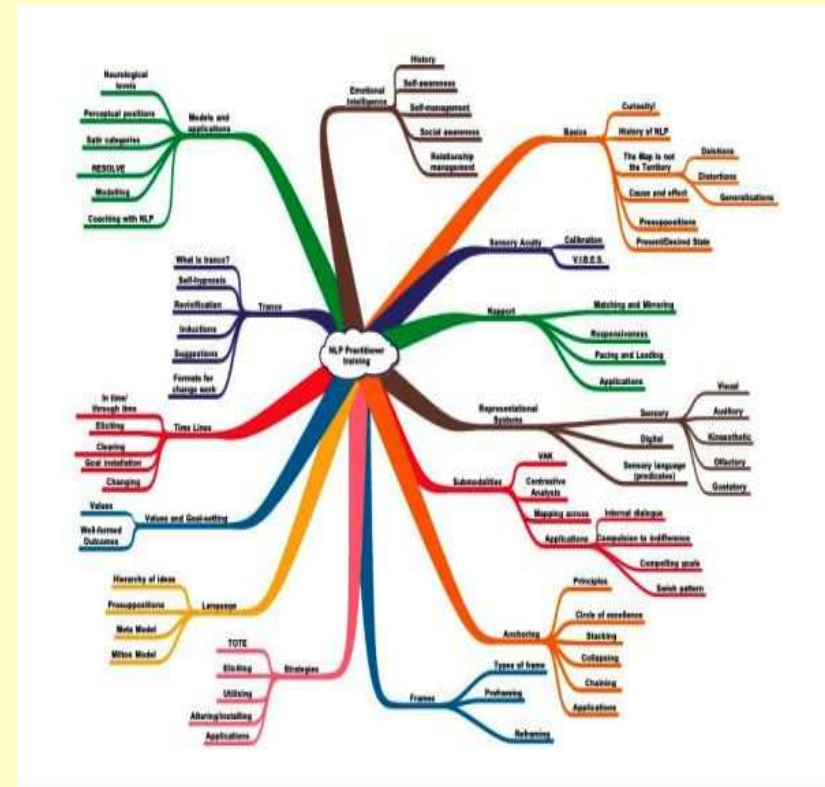 NLP Practitioner
training
Emotional
Intelligence
History
Self-awareness
Self-management
Social awareness
Relationship
management
Basics
Curiosity!
History of NLP
The Map is not
the Territory
Deletions
Distortions
Generalisations
Cause and effect
Presuppositions
Present/Desired State
Sensory Acuity
Calibration
V.I.B.E.S.
Rapport
Matching and Mirroring
Responsiveness
Pacing and Leading
Applications
Representational
Systems
Sensory
Visual
Auditory
Kinaesthetic
Olfactory
Gustatory
Digital
Sensory language
(predicates)
Submodalities
VAK
Contrastive
Analysis
Mapping across
Applications
Internal dialogue
Compulsion to indifference
Compelling goals
Swish pattern
Anchoring
Principles
Circle of excellence
Stacking
Collapsing
Chaining
Applications
Frames
Types of frame
Preframing
Reframing
Strategies
TOTE
Eliciting
Utilising
Altering/installing
Applications
Language
Hierarchy of ideas
Presuppositions
Meta Model
Milton Model
Values and Goal-setting
Values
Well-formed
Outcomes
Time Lines
In time/
through time
Eliciting
Clearing
Goal installation
Changing
Trance
What is trance?
Self-hypnosis
Revivification
Inductions
Suggestions
Formats for
change work
Models and
applications
Neurological
levels
Perceptual positions
Satir categories
RESOLVE
Modelling
Coaching with NLP